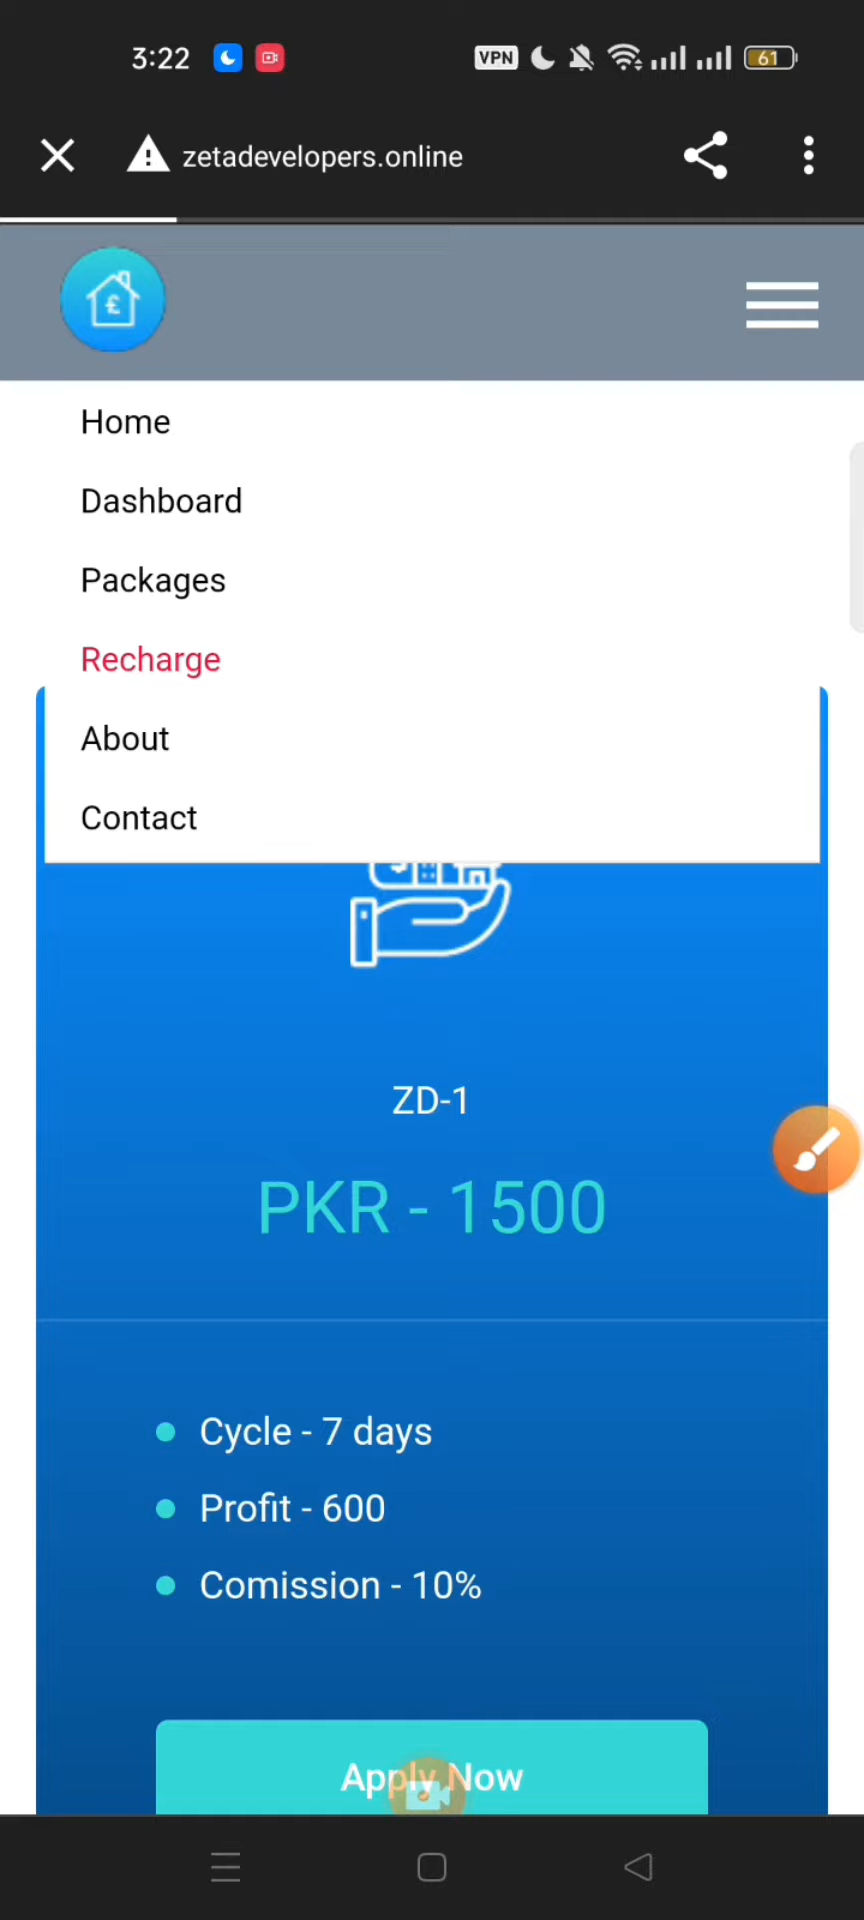 3:22
VPN
61
zetadevelopers.online
£
Home
Dashboard
Packages
Recharge
About
Contact
ZD-1
PKR - 1500
Cycle - 7 days
Profit - 600
Comission - 10%
Apply Now